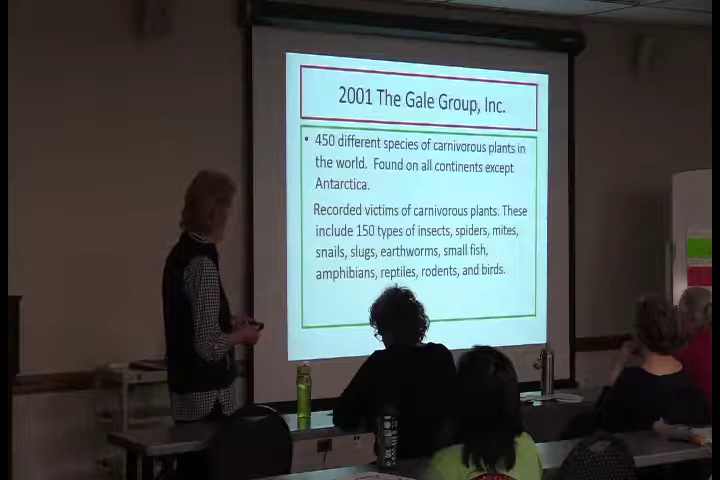 2001 The Gale Group, Inc.
• 450 different species of carnivorous plants in
the world. Found on all continents except
Antarctica.
Recorded victims of carnivorous plants. These
include 150 types of insects, spiders, mites,
snails, slugs, earthworms, small fish,
amphibians, reptiles, rodents, and birds.